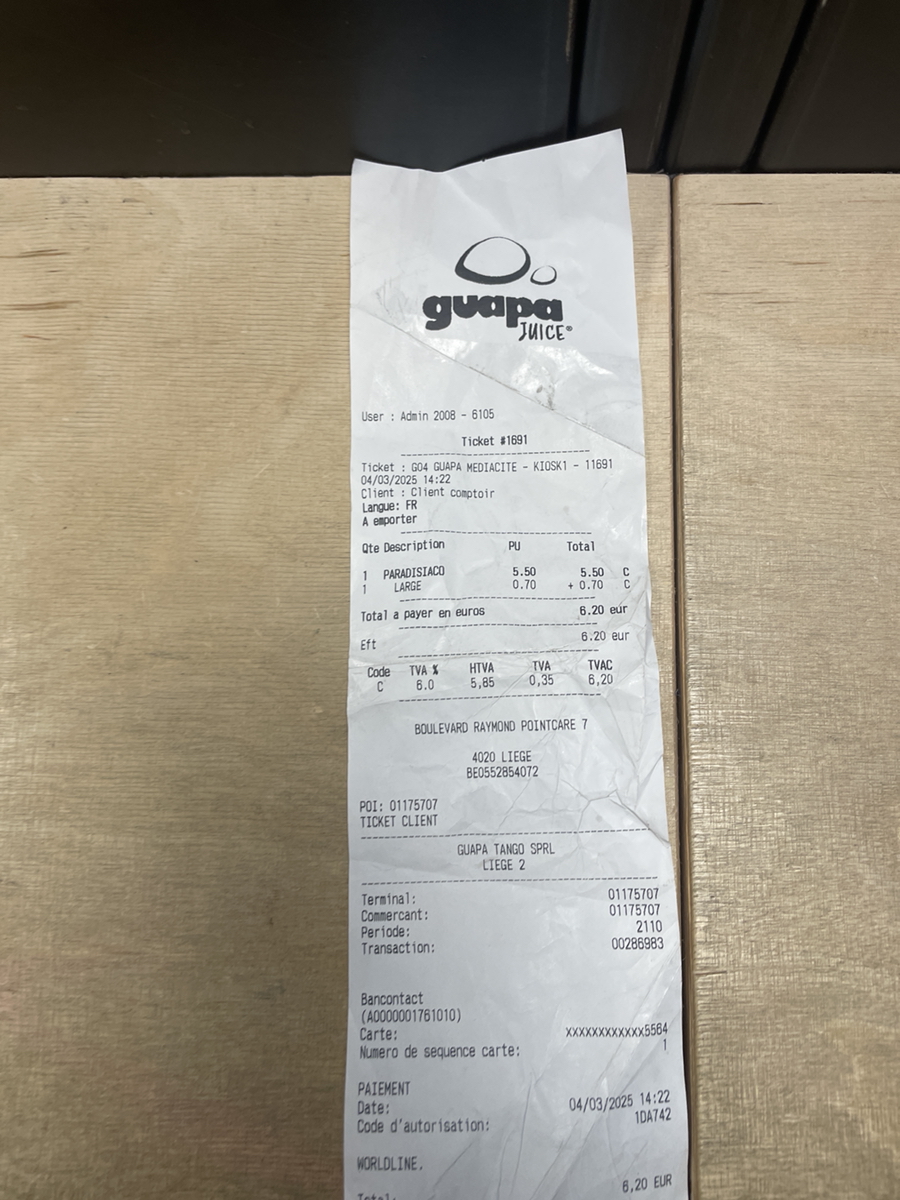 guapa
JUICE®
User : Admin 2008 - 6105
Ticket #1691
Ticket : G04 GUAPA MEDIACITE - KIOSK1 - 11691
04/03/2025 14:22
Client : Client comptoir
Langue: FR
A emporter
Qte Description PU Total
1 PARADISIACO 5.50 5.50 C
1 LARGE 0.70 + 0.70 C
Total a payer en euros 6.20 eur
Eft 6.20 eur
Code TVA % HTVA TVA TVAC
C 6.0 5,85 0,35 6,20
BOULEVARD RAYMOND POINTCARE 7
4020 LIEGE
BE0552854072
POI: 01175707
TICKET CLIENT
GUAPA TANGO SPRL
LIEGE 2
Terminal: 01175707
Commercant: 01175707
Periode: 2110
Transaction: 00286983
Bancontact
(A0000001761010)
Carte: xxxxxxxxxxxx5564
Numero de sequence carte: 1
PAIEMENT
Date: 04/03/2025 14:22
Code d'autorisation: 1DA742
WORLDLINE.
Total: 6,20 EUR